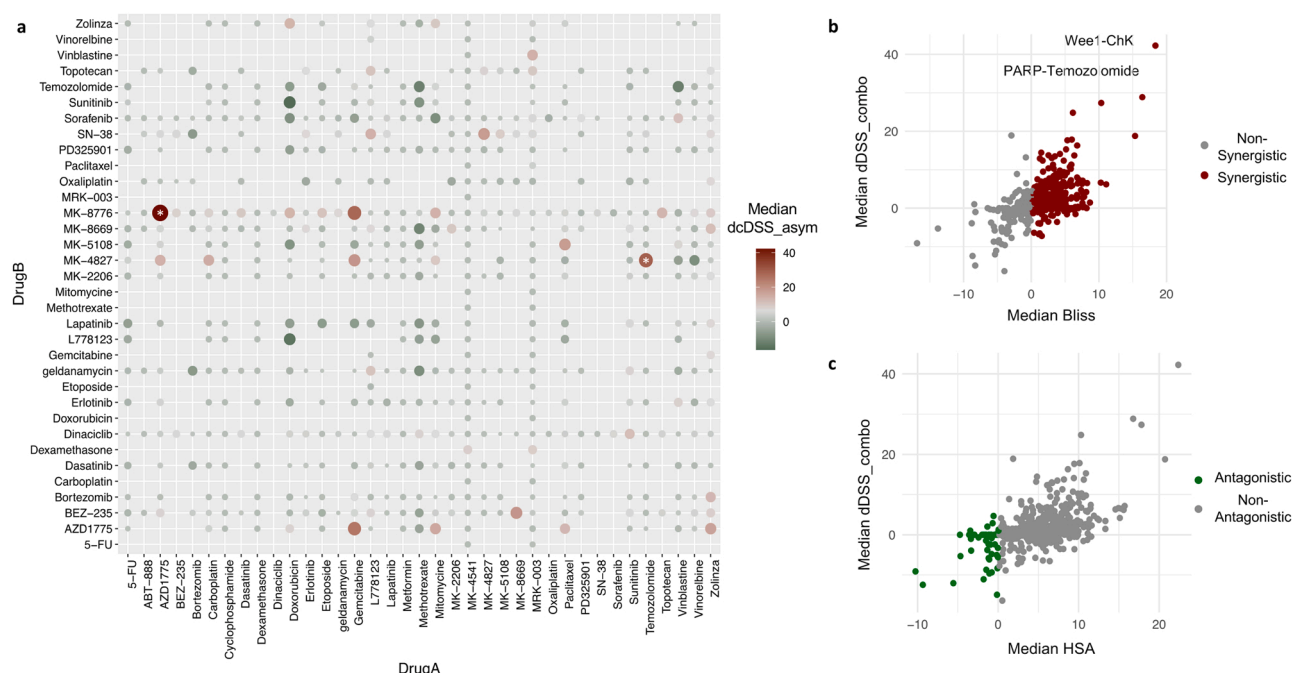 a
Zolinza
Vinorelbine
Vinblastine
Topotecan
Temozolomide
Sunitinib
Sorafenib
SN−38
PD325901
Paclitaxel
Oxaliplatin
MRK−003
MK−8776
MK−8669
MK−5108
MK−4827
MK−2206
Mitomycine
Methotrexate
Lapatinib
L778123
Gemcitabine
geldanamycin
Etoposide
Erlotinib
Doxorubicin
Dinaciclib
Dexamethasone
Dasatinib
Carboplatin
Bortezomib
BEZ−235
AZD1775
5−FU
DrugB
*
*
5−FU
ABT−888
AZD1775
BEZ−235
Bortezomib
Carboplatin
Cyclophosphamide
Dasatinib
Dexamethasone
Dinaciclib
Doxorubicin
Erlotinib
Etoposide
geldanamycin
Gemcitabine
L778123
Lapatinib
Metformin
Methotrexate
Mitomycine
MK−2206
MK−4541
MK−4827
MK−5108
MK−8669
MRK−003
Oxaliplatin
Paclitaxel
PD325901
SN−38
Sorafenib
Sunitinib
Temozolomide
Topotecan
Vinblastine
Vinorelbine
Zolinza
DrugA
Median
dcDSS_asym
40
20
0
b
Wee1-ChK
PARP-Temozolomide
40
20
0
Median dDSS_combo
−10
0
10
20
Median Bliss
Non-
Synergistic
Synergistic
c
40
20
0
Median dDSS_combo
−10
0
10
20
Median HSA
Antagonistic
Non-
Antagonistic